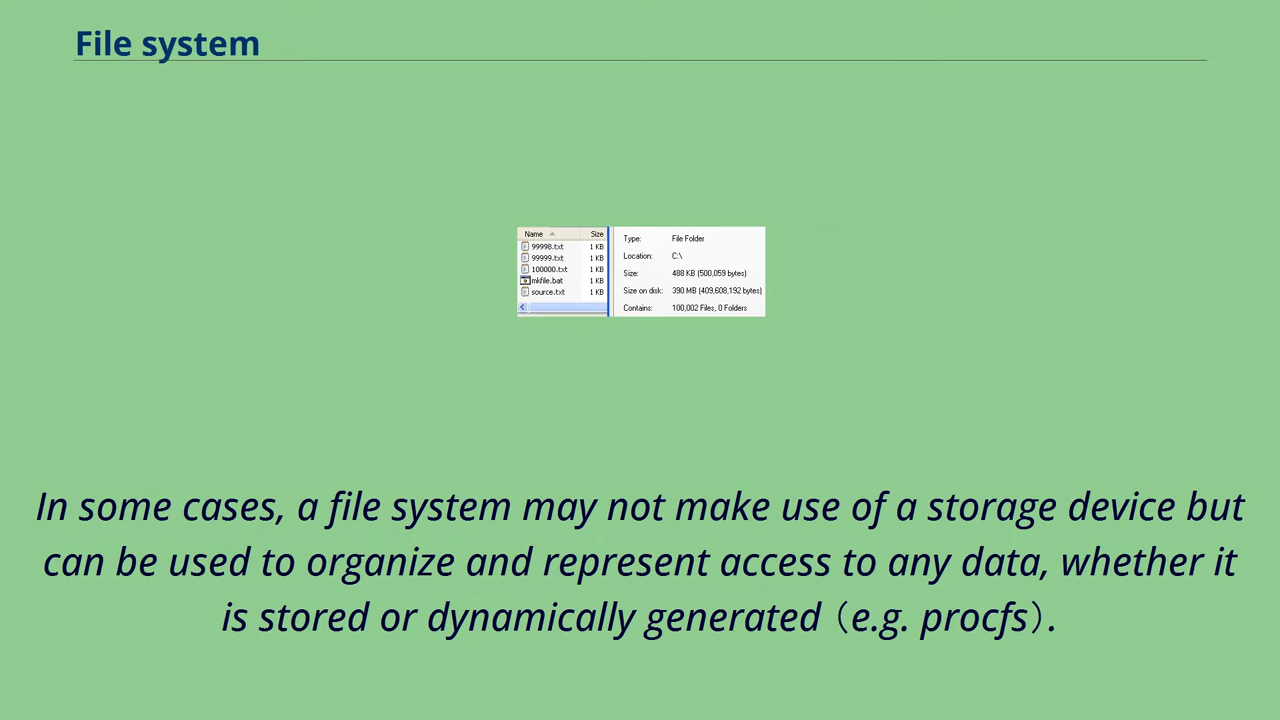 File system
Name Size
99998.txt 1 KB
99999.txt 1 KB
100000.txt 1 KB
mkfile.bat 1 KB
source.txt 1 KB
Type: File Folder
Location: C:\
Size: 488 KB (500,059 bytes)
Size on disk: 390 MB (409,608,192 bytes)
Contains: 100,002 Files, 0 Folders
In some cases, a file system may not make use of a storage device but
can be used to organize and represent access to any data, whether it
is stored or dynamically generated (e.g. procfs).